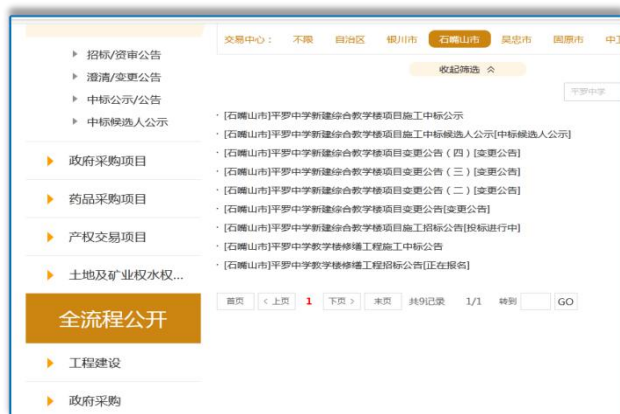 招标/资审公告
澄清/变更公告
中标公示/公告
中标候选人公示
政府采购项目
药品采购项目
产权交易项目
土地及矿业权水权...
全流程公开
工程建设
政府采购
交易中心： 不限 自治区 银川市 石嘴山市 吴忠市 固原市
收起筛选
平罗中学
· [石嘴山市]平罗中学新建综合教学楼项目施工中标公示
· [石嘴山市]平罗中学新建综合教学楼项目施工中标候选人公示[中标候选人公示]
· [石嘴山市]平罗中学新建综合教学楼项目变更公告（四）[变更公告]
· [石嘴山市]平罗中学新建综合教学楼项目变更公告（三）[变更公告]
· [石嘴山市]平罗中学新建综合教学楼项目变更公告（二）[变更公告]
· [石嘴山市]平罗中学新建综合教学楼项目变更公告[变更公告]
· [石嘴山市]平罗中学新建综合教学楼项目施工招标公告[投标进行中]
· [石嘴山市]平罗中学教学楼修缮工程施工中标公告
· [石嘴山市]平罗中学教学楼修缮工程招标公告[正在报名]
首页 < 上页 1 下页 > 末页 共9记录 1/1 转到 GO